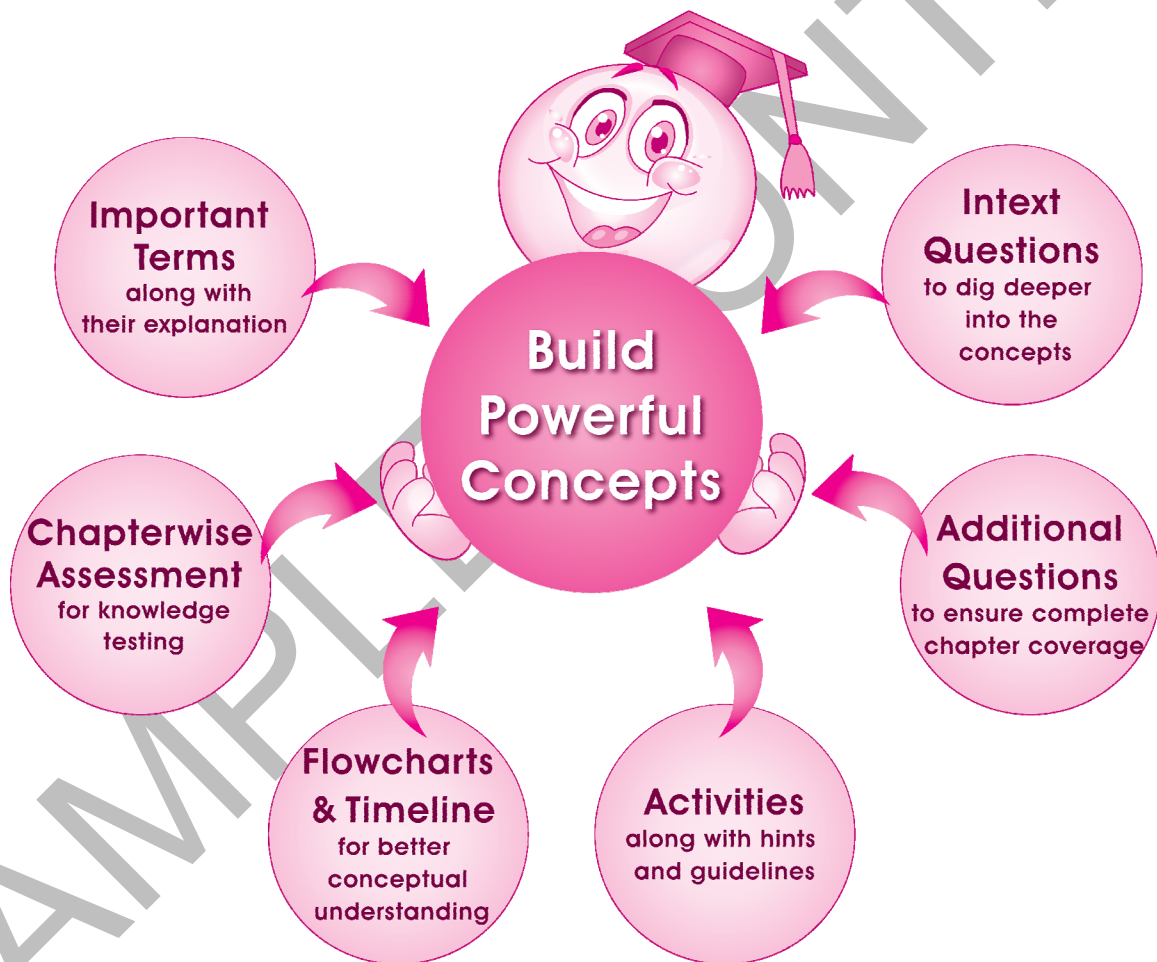 Important
Terms
along with
their explanation
Intext
Questions
to dig deeper
into the
concepts
Build
Powerful
Concepts
Chapterwise
Assessment
for knowledge
testing
Additional
Questions
to ensure complete
chapter coverage
Flowcharts
& Timeline
for better
conceptual
understanding
Activities
along with hints
and guidelines